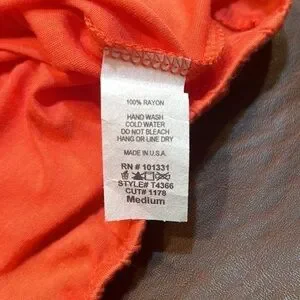 100% RAYON
HAND WASH
COLD WATER
DO NOT BLEACH
HANG OR LINE DRY
MADE IN U.S.A.
RN # 101331
STYLE# T4366
CUT# 1178
Medium